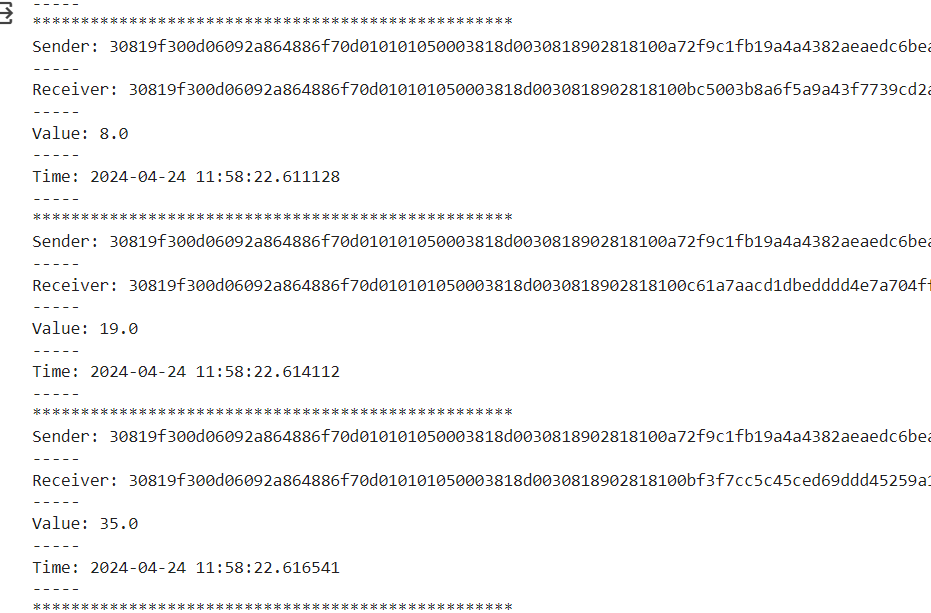 -----
**************************************************
Sender: 30819f300d06092a864886f70d010101050003818d0030818902818100a72f9c1fb19a4a4382aeaedc6bea
-----
Receiver: 30819f300d06092a864886f70d010101050003818d0030818902818100bc5003b8a6f5a9a43f7739cd2a
-----
Value: 8.0
-----
Time: 2024-04-24 11:58:22.611128
-----
**************************************************
Sender: 30819f300d06092a864886f70d010101050003818d0030818902818100a72f9c1fb19a4a4382aeaedc6bea
-----
Receiver: 30819f300d06092a864886f70d010101050003818d0030818902818100c61a7aacd1dbedddd4e7a704ff
-----
Value: 19.0
-----
Time: 2024-04-24 11:58:22.614112
-----
**************************************************
Sender: 30819f300d06092a864886f70d010101050003818d0030818902818100a72f9c1fb19a4a4382aeaedc6bea
-----
Receiver: 30819f300d06092a864886f70d010101050003818d0030818902818100bf3f7cc5c45ced69ddd45259a1
-----
Value: 35.0
-----
Time: 2024-04-24 11:58:22.616541
-----
**************************************************